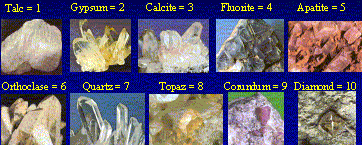 Talc = 1 Gypsum = 2 Calcite = 3 Fluorite = 4 Apatite = 5
Orthoclase = 6 Quartz = 7 Topaz = 8 Corundum = 9 Diamond = 10